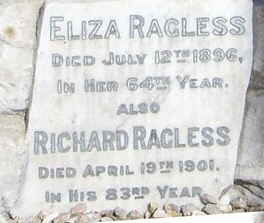 ELIZA RAGLESS
DIED JULY 12TH 1896,
IN HER 64TH YEAR.
ALSO
RICHARD RAGLESS
DIED APRIL 19TH 1901.
IN HIS 83RD YEAR